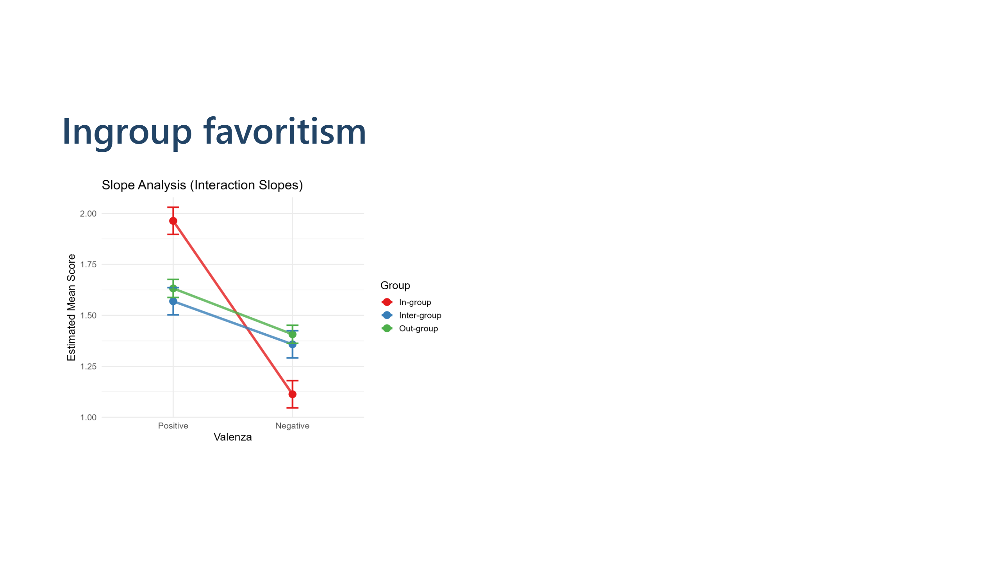 Ingroup favoritism
Slope Analysis (Interaction Slopes)
Estimated Mean Score
2.00
1.75
1.50
1.25
1.00
Positive
Negative
Valenza
Group
In-group
Inter-group
Out-group